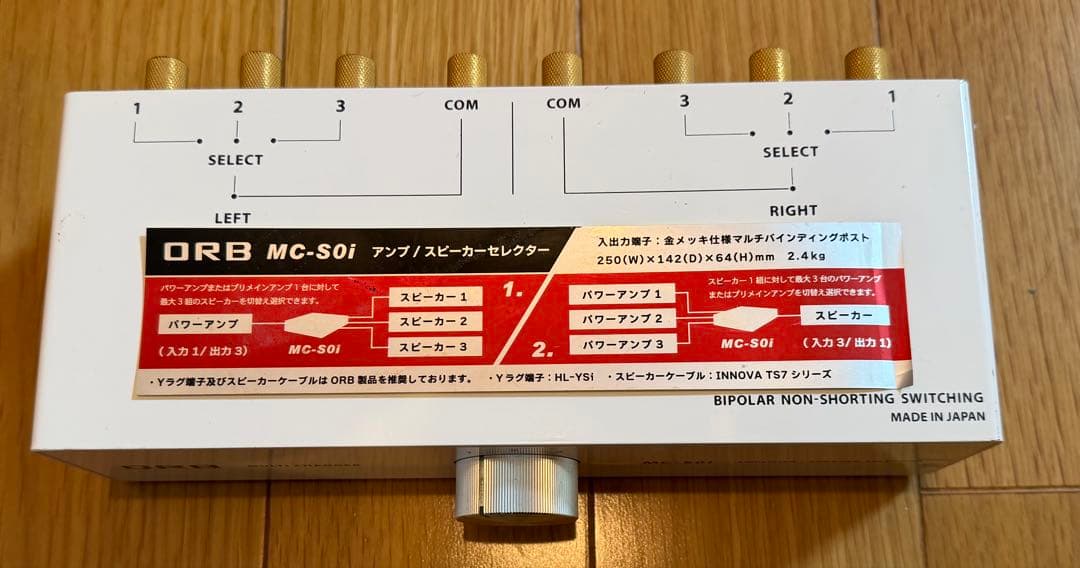 1 2 3 COM COM 3 2 1
SELECT SELECT
LEFT RIGHT
ORB MC-S0i アンプ / スピーカーセレクター
入出力端子：金メッキ仕様マルチバインディングポスト
250(W)×142(D)×64(H)mm 2.4kg
パワーアンプまたはプリメインアンプ1台に対して
最大3組のスピーカーを切替え選択できます。
1.
スピーカー 1
スピーカー 2
スピーカー 3
パワーアンプ
MC-S0i
（入力 1/ 出力 3）
スピーカー 1 組に対して最大 3 台のパワーアンプ
またはプリメインアンプを切替え選択できます。
2.
パワーアンプ 1
パワーアンプ 2
パワーアンプ 3
スピーカー
MC-S0i
（入力 3/ 出力 1）
・Yラグ端子及びスピーカーケーブルは ORB 製品を推奨しております。 ・Yラグ端子：HL-YSi ・スピーカーケーブル：INNOVA TS7 シリーズ
BIPOLAR NON-SHORTING SWITCHING
MADE IN JAPAN
ORB
MC-S0i